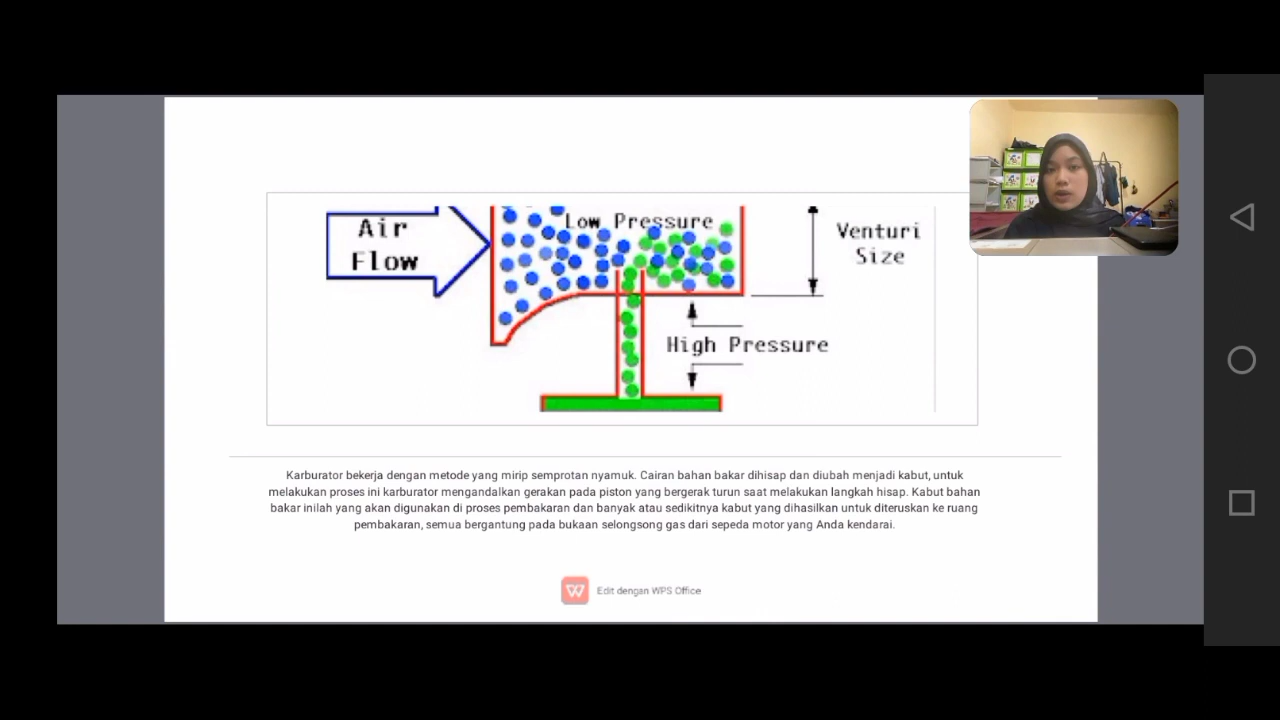 Air
Flow
Low Pressure
Venturi
Size
High Pressure
Karburator bekerja dengan metode yang mirip semprotan nyamuk. Cairan bahan bakar dihisap dan diubah menjadi kabut, untuk
melakukan proses ini karburator mengandalkan gerakan pada piston yang bergerak turun saat melakukan langkah hisap. Kabut bahan
bakar inilah yang akan digunakan di proses pembakaran dan banyak atau sedikitnya kabut yang dihasilkan untuk diteruskan ke ruang
pembakaran, semua bergantung pada bukaan selongsong gas dari sepeda motor yang Anda kendarai.
Edit dengan WPS Office